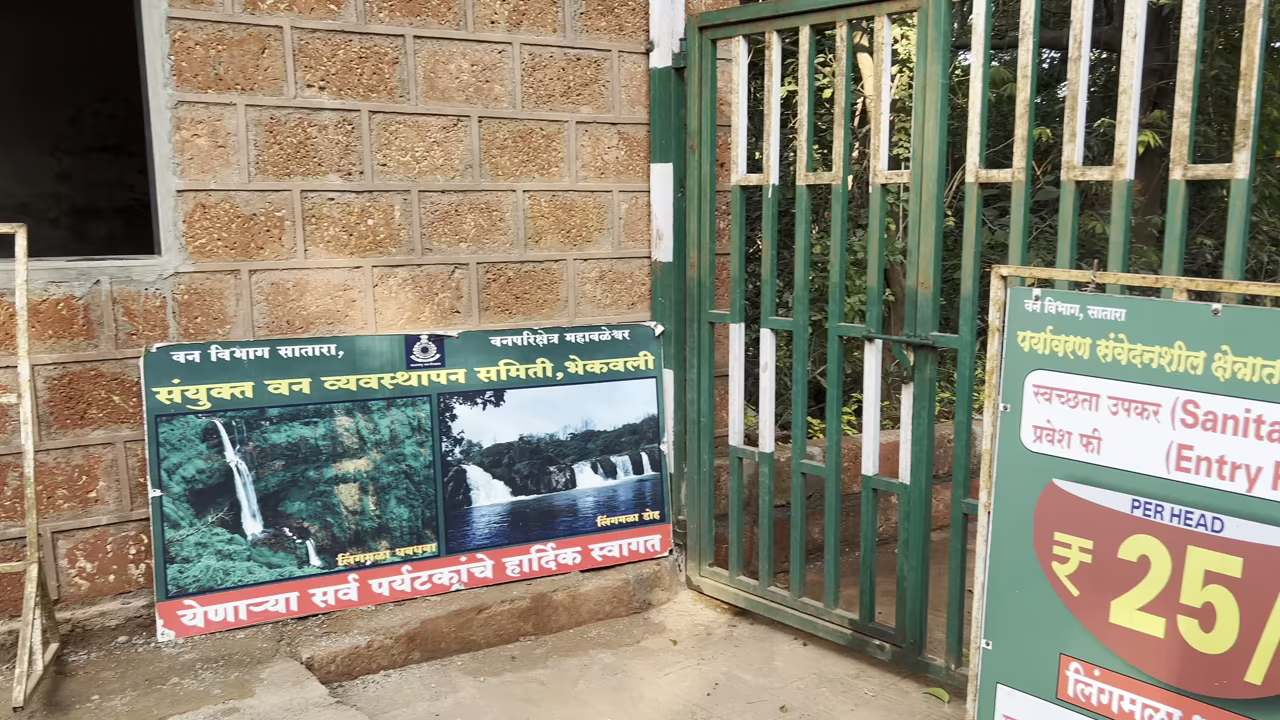 वन विभाग सातारा,
वनपरिक्षेत्र महाबळेश्वर
संयुक्त वन व्यवस्थापन समिती,भेकवली
लिंगमळा धबधबा
लिंगमळा डोह
येणाऱ्या सर्व पर्यटकांचे हार्दिक स्वागत
वन विभाग, सातारा
पर्यावरण संवेदनशील
स्वच्छता उपकर
प्रवेश फी (Entry
PER HEAD
₹ 25/
लिंगमळा